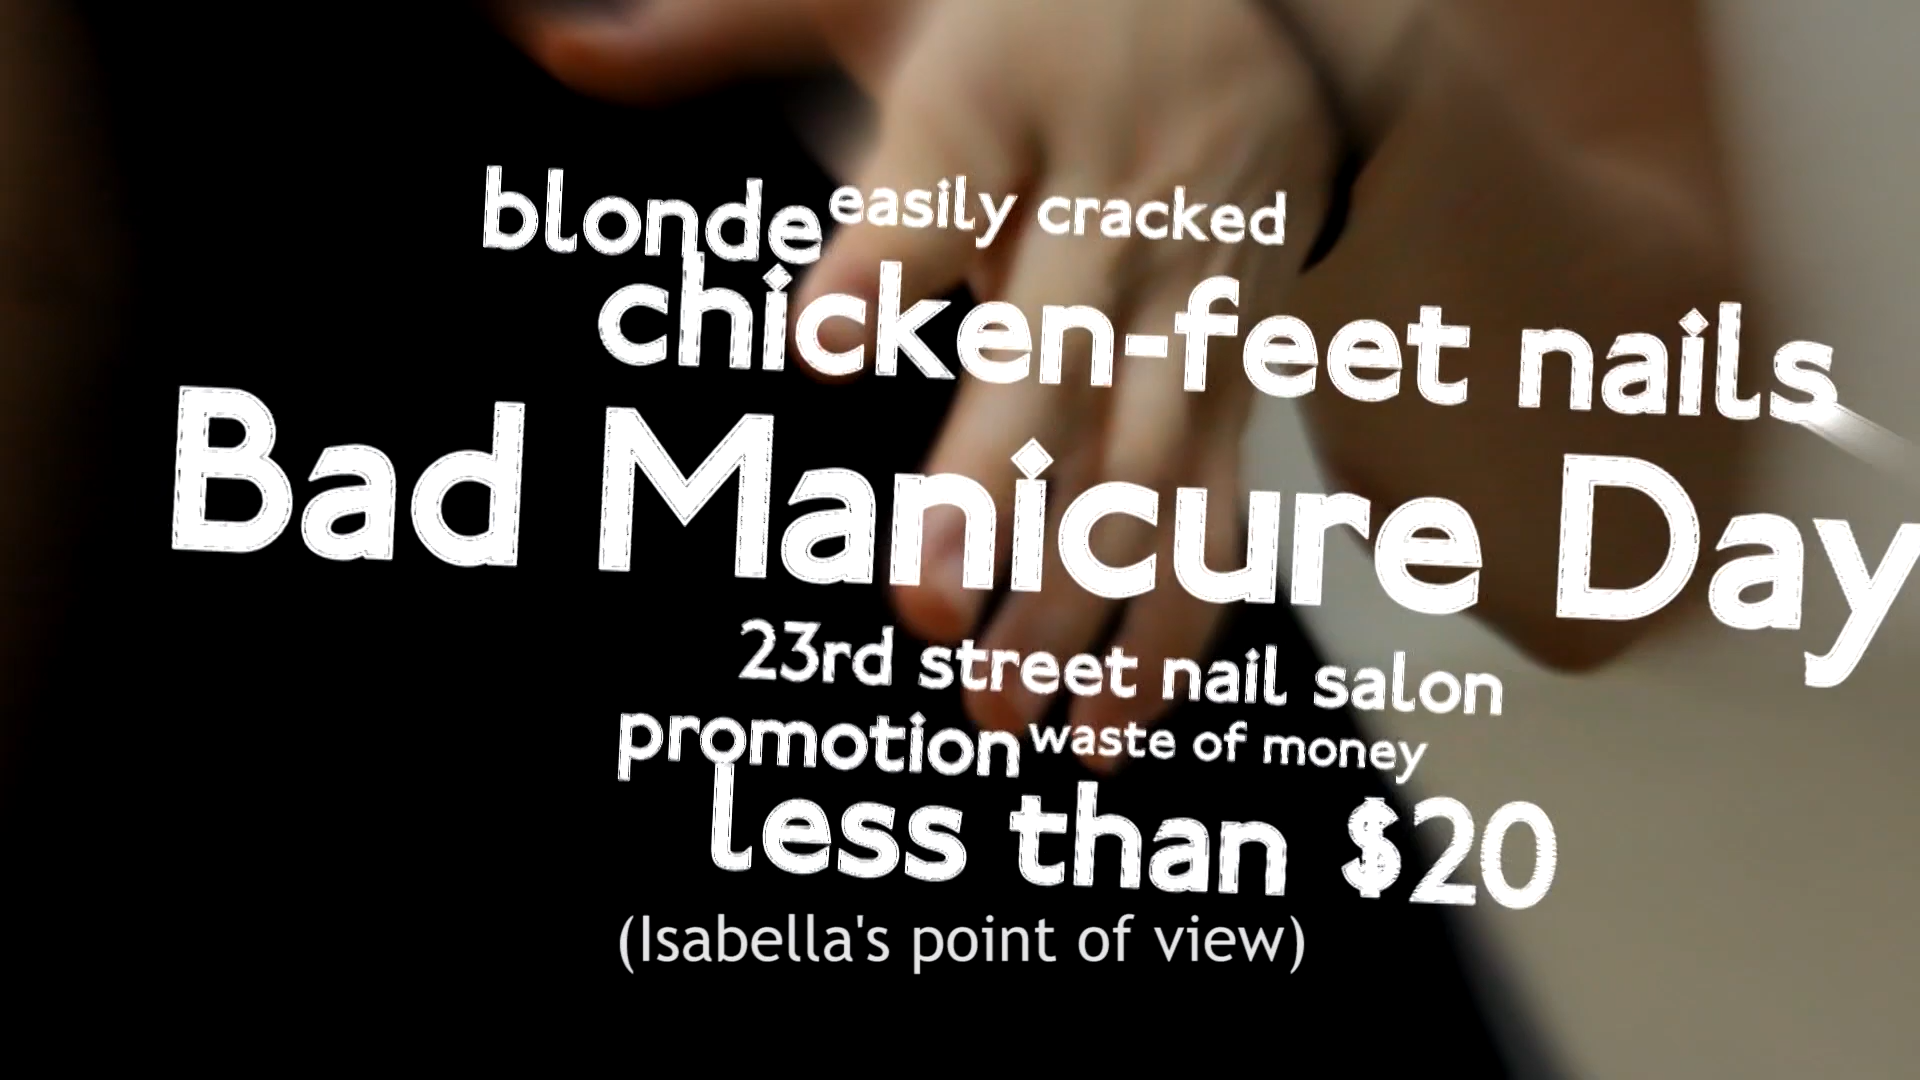 blonde easily cracked
chicken-feet nails
Bad Manicure Day
23rd street nail salon
promotion waste of money
less than $20
(Isabella's point of view)